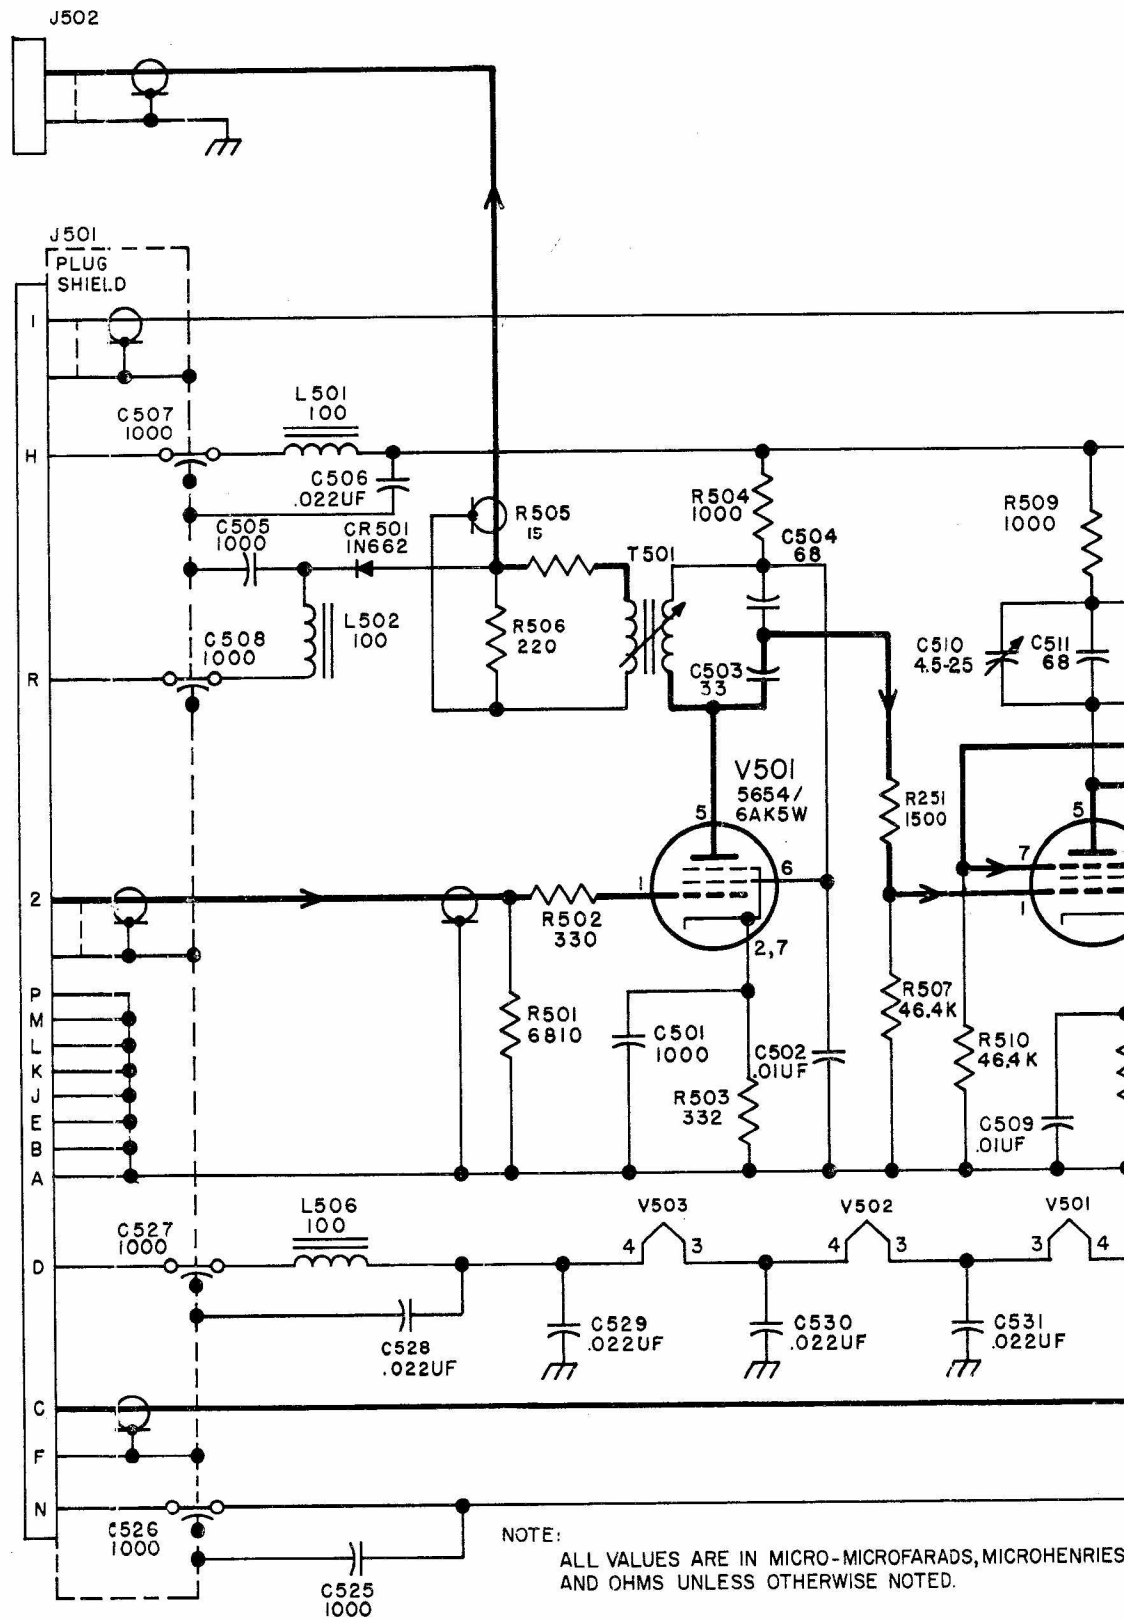 J502
J501
PLUG
SHIELD
1
L501
100
C507
1000
H
C506
.022UF
R504
1000
R509
1000
C505
1000
CR501
1N662
R505
15
T501
C504
68
C508
1000
L502
100
R506
220
C503
33
C510
4.5-25
C511
68
R
V501
5654/
6AK5W
5
R251
1500
5
6
7
2
1
1
R502
330
2,7
P
M
L
K
J
E
B
A
R501
6810
C501
1000
C502
.01UF
R507
46.4K
R510
46.4K
R503
332
C509
.01UF
C527
1000
L506
100
V503
V502
V501
D
4 3
4 3
3 4
C528
.022UF
C529
.022UF
C530
.022UF
C531
.022UF
C
F
N
C526
1000
C525
1000
NOTE:
ALL VALUES ARE IN MICRO-MICROFARADS, MICROHENRIES
AND OHMS UNLESS OTHERWISE NOTED.